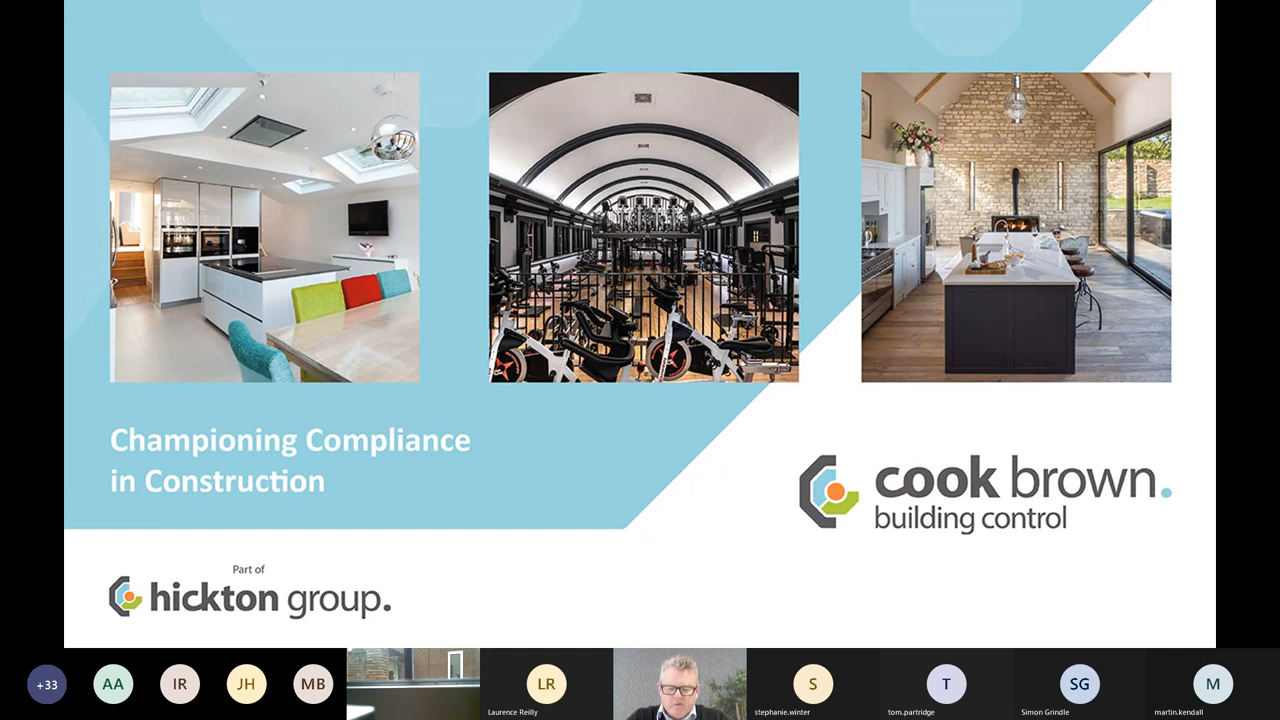 Championing Compliance
in Construction
cook brown.
building control
Part of
hickton group.
+33
AA
IR
JH
MB
LR
Laurence Reilly
S
stephanie.winter
T
tom.partridge
SG
Simon Grindle
M
martin.kendall